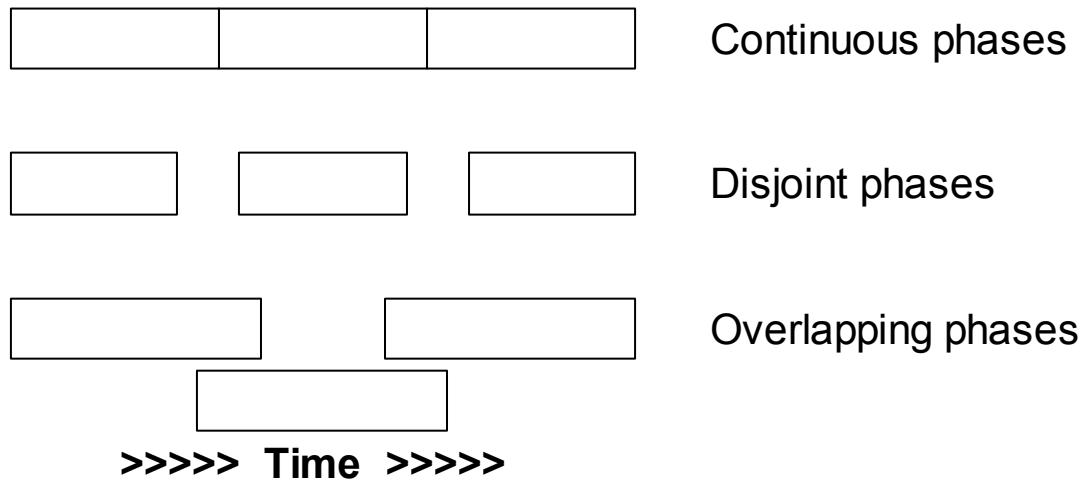 Continuous phases
Disjoint phases
Overlapping phases
>>>>> Time >>>>>